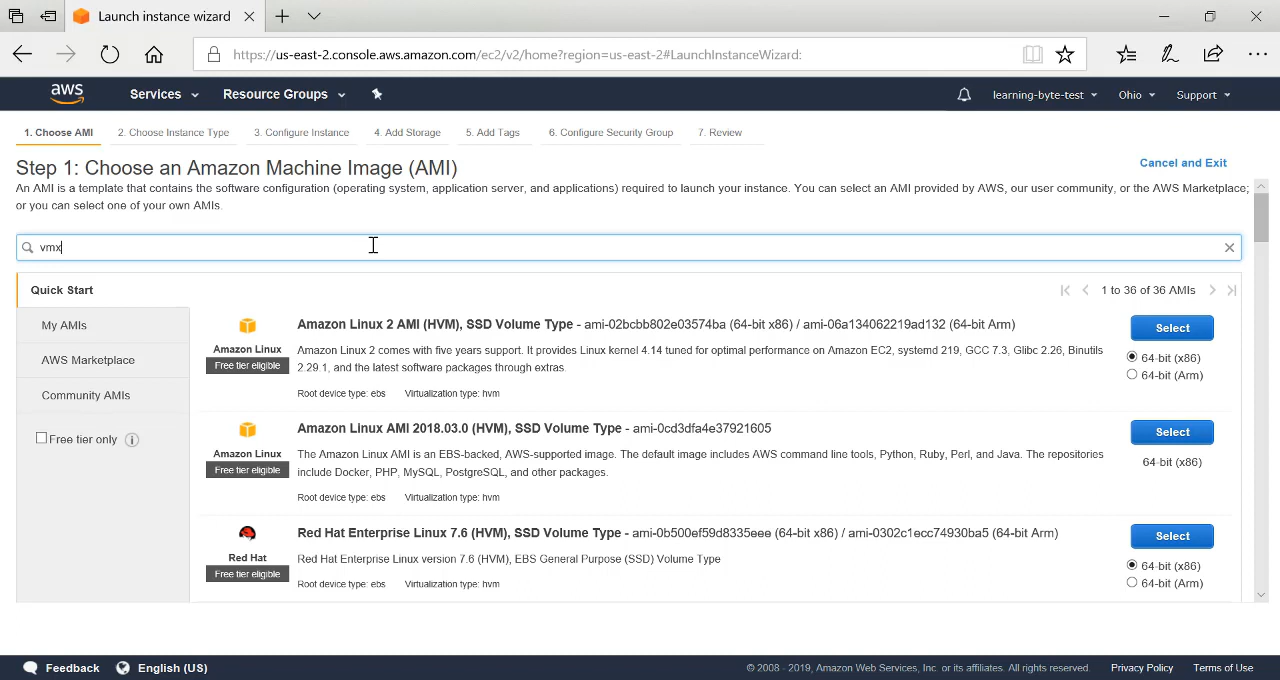 Launch instance wizard
https://us-east-2.console.aws.amazon.com/ec2/v2/home?region=us-east-2#LaunchInstanceWizard:
aws Services Resource Groups learning-byte-test Ohio Support
1. Choose AMI 2. Choose Instance Type 3. Configure Instance 4. Add Storage 5. Add Tags 6. Configure Security Group 7. Review
Step 1: Choose an Amazon Machine Image (AMI) Cancel and Exit
An AMI is a template that contains the software configuration (operating system, application server, and applications) required to launch your instance. You can select an AMI provided by AWS, our user community, or the AWS Marketplace;
or you can select one of your own AMIs.
vmx
Quick Start 1 to 36 of 36 AMIs
My AMIs
AWS Marketplace
Community AMIs
Free tier only
Amazon Linux 2 AMI (HVM), SSD Volume Type - ami-02bcbb802e03574ba (64-bit x86) / ami-06a134062219ad132 (64-bit Arm) Select
Amazon Linux
Free tier eligible
Amazon Linux 2 comes with five years support. It provides Linux kernel 4.14 tuned for optimal performance on Amazon EC2, systemd 219, GCC 7.3, Glibc 2.26, Binutils
2.29.1, and the latest software packages through extras.
64-bit (x86)
64-bit (Arm)
Root device type: ebs Virtualization type: hvm
Amazon Linux AMI 2018.03.0 (HVM), SSD Volume Type - ami-0cd3dfa4e37921605 Select
Amazon Linux
Free tier eligible
The Amazon Linux AMI is an EBS-backed, AWS-supported image. The default image includes AWS command line tools, Python, Ruby, Perl, and Java. The repositories
include Docker, PHP, MySQL, PostgreSQL, and other packages.
64-bit (x86)
Root device type: ebs Virtualization type: hvm
Red Hat Enterprise Linux 7.6 (HVM), SSD Volume Type - ami-0b500ef59d8335eee (64-bit x86) / ami-0302c1ecc74930ba5 (64-bit Arm) Select
Red Hat
Free tier eligible
Red Hat Enterprise Linux version 7.6 (HVM), EBS General Purpose (SSD) Volume Type
64-bit (x86)
64-bit (Arm)
Root device type: ebs Virtualization type: hvm
Feedback English (US) © 2008 - 2019, Amazon Web Services, Inc. or its affiliates. All rights reserved. Privacy Policy Terms of Use